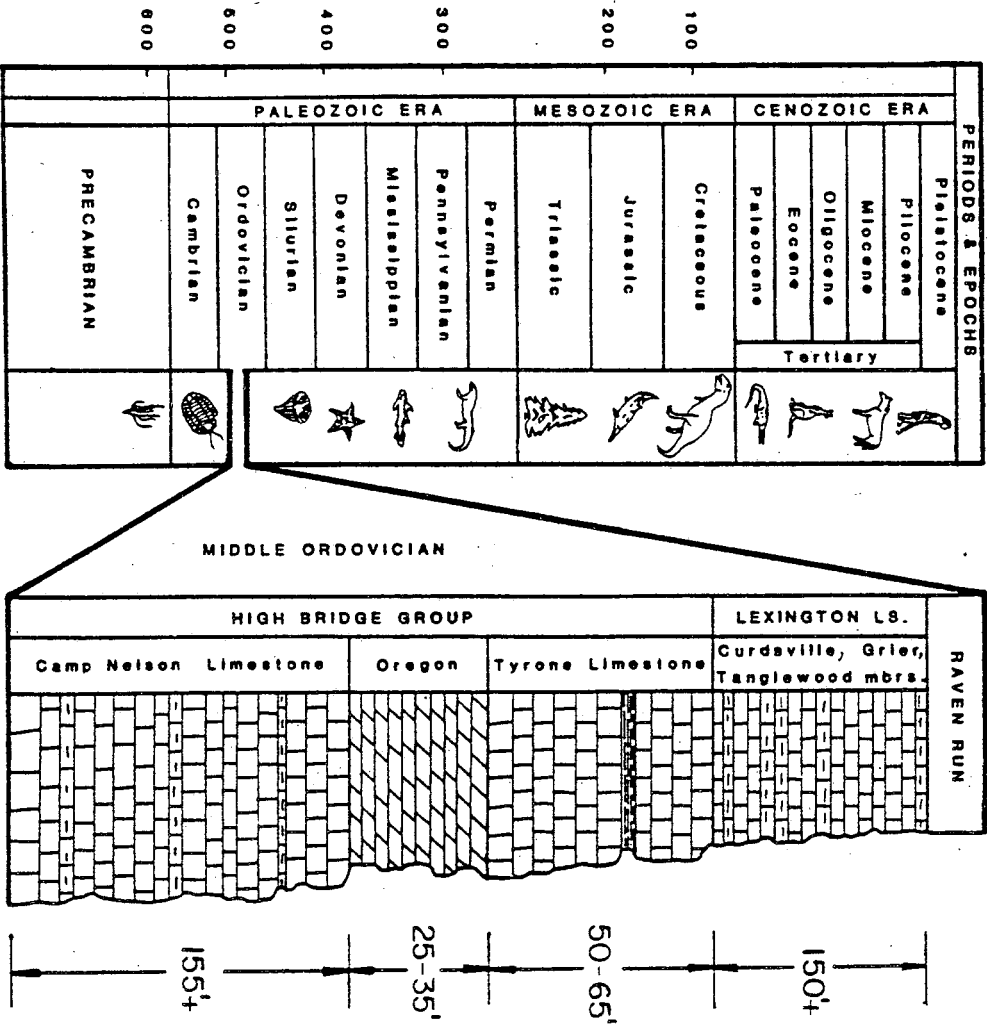 PERIODS & EPOCHS
CENOZOIC ERA
Pleistocene
Pliocene
Miocene
Oligocene
Eocene
Paleocene
Tertiary
MESOZOIC ERA
Cretaceous
Jurassic
Triassic
PALEOZOIC ERA
Permian
Pennsylvanian
Mississippian
Devonian
Silurian
Ordovician
Cambrian
PRECAMBRIAN
100
200
300
400
500
600
MIDDLE ORDOVICIAN
RAVEN RUN
LEXINGTON LS.
Curdsville, Grier,
Tanglewood mbrs.
HIGH BRIDGE GROUP
Tyrone Limestone
Oregon
Camp Nelson Limestone
150'+
50-65'
25-35'
155'+